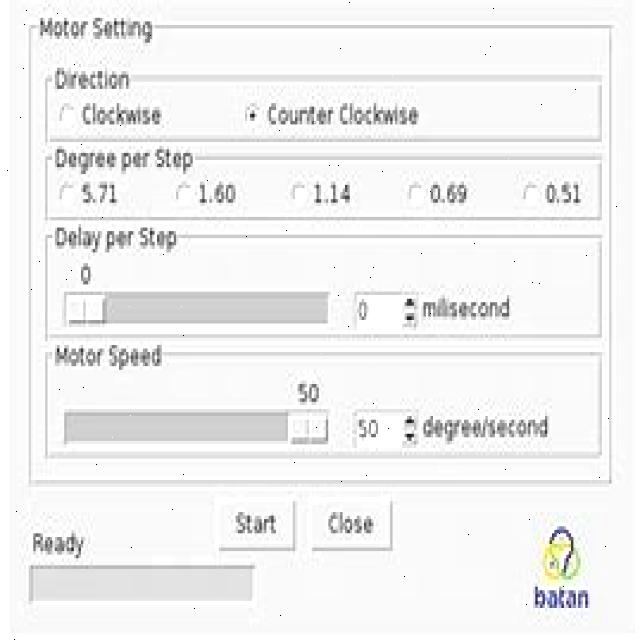 Motor Setting
Direction
Clockwise Counter Clockwise
Degree per Step
5.71 1.60 1.14 0.69 0.51
Delay per Step
0
0 milisecond
Motor Speed
50
50 degree/second
Start Close
Ready
batan